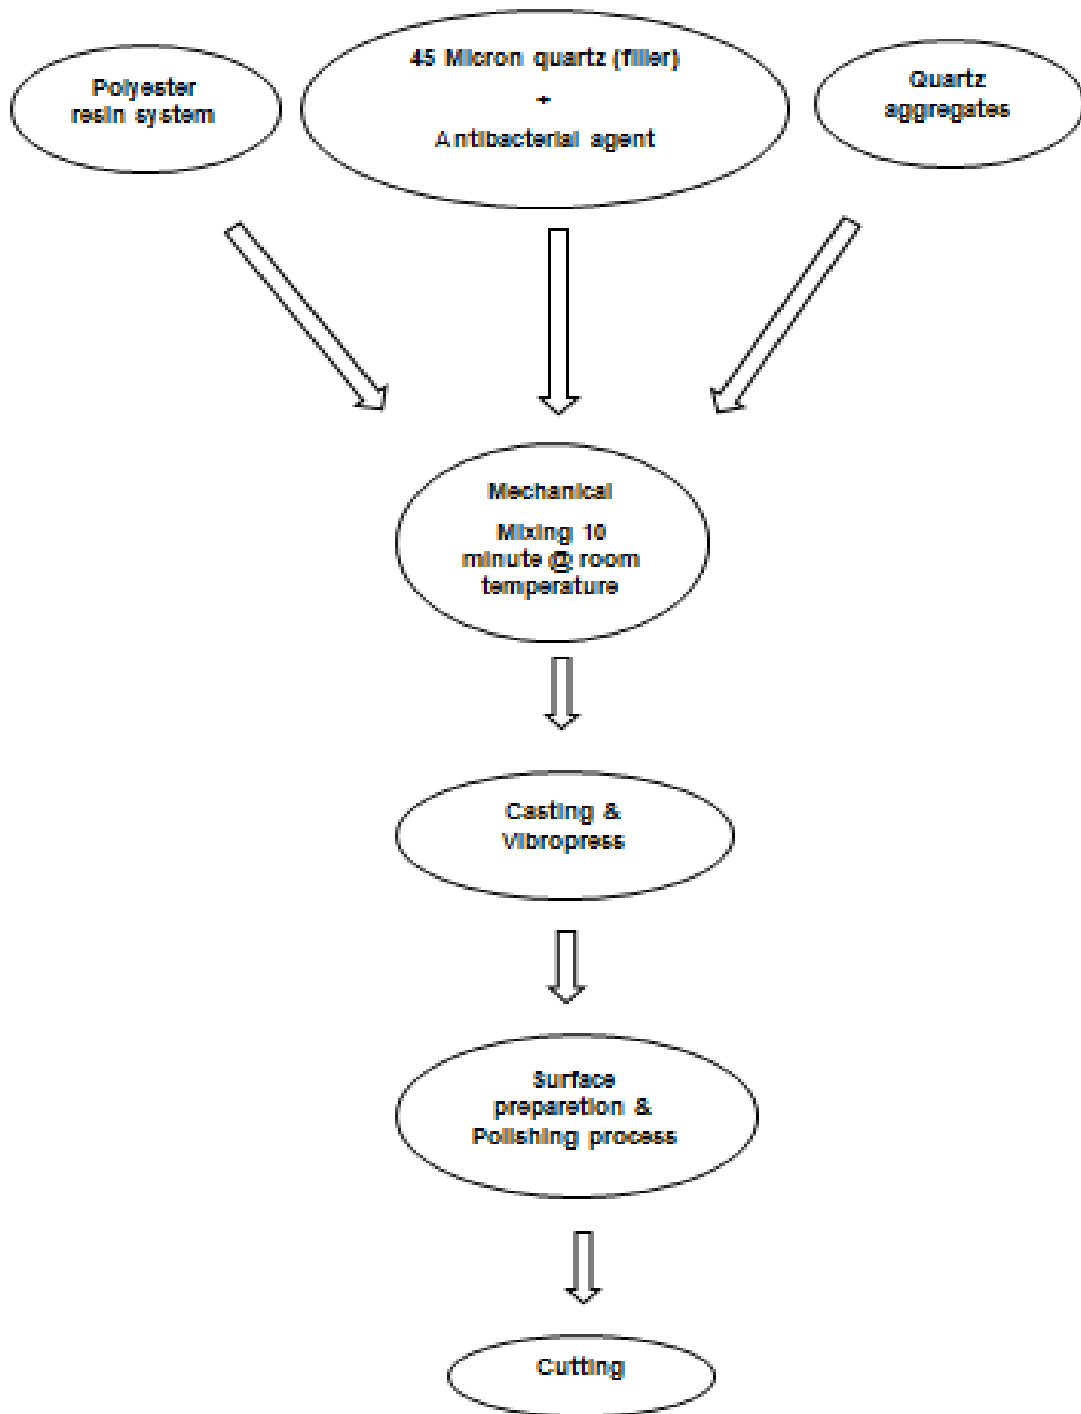 Polyester
resin system
45 Micron quartz (filler)
+
Antibacterial agent
Quartz
aggregates
Mechanical
Mixing 10
minute @ room
temperature
Casting &
Vibropress
Surface
preparetion &
Polishing process
Cutting